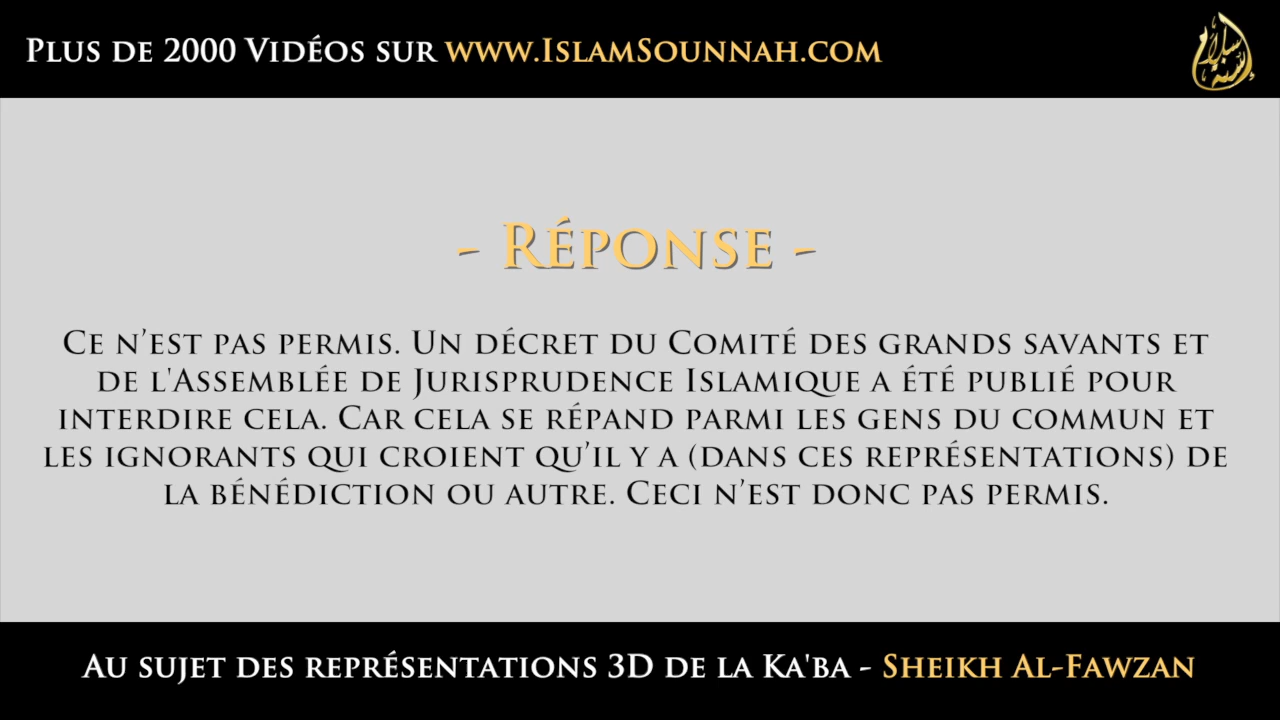 Plus de 2000 Vidéos sur www.IslamSounnah.com
إسلام
سنة
- Réponse -
Ce n’est pas permis. Un décret du Comité des grands savants et
de l'Assemblée de Jurisprudence Islamique a été publié pour
interdire cela. Car cela se répand parmi les gens du commun et
les ignorants qui croient qu’il y a (dans ces représentations) de
la bénédiction ou autre. Ceci n’est donc pas permis.
Au sujet des représentations 3D de la Ka'ba - Sheikh Al-Fawzan